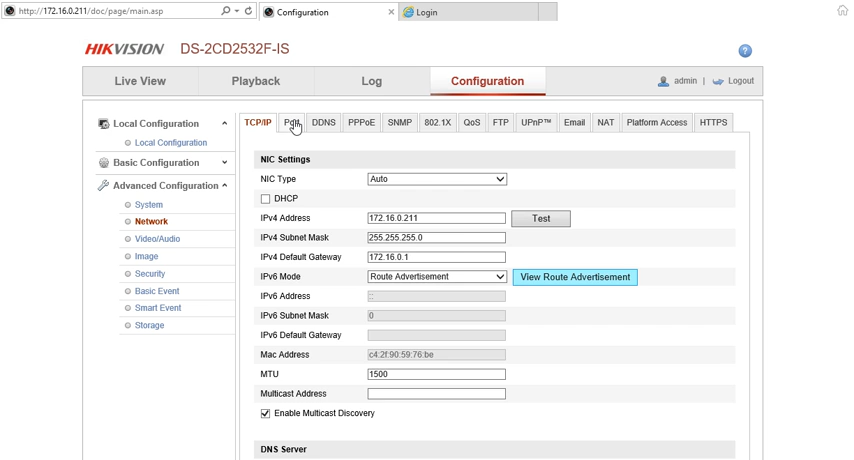 http://172.16.0.211/doc/page/main.asp
Configuration
Login
HIKVISION DS-2CD2532F-IS
Live View Playback Log Configuration admin | Logout
Local Configuration
Local Configuration
Basic Configuration
Advanced Configuration
System
Network
Video/Audio
Image
Security
Basic Event
Smart Event
Storage
TCP/IP Port DDNS PPPoE SNMP 802.1X QoS FTP UPnP™ Email NAT Platform Access HTTPS
NIC Settings
NIC Type Auto
DHCP
IPv4 Address 172.16.0.211 Test
IPv4 Subnet Mask 255.255.255.0
IPv4 Default Gateway 172.16.0.1
IPv6 Mode Route Advertisement View Route Advertisement
IPv6 Address ::
IPv6 Subnet Mask 0
IPv6 Default Gateway
Mac Address c4:2f:90:59:76:be
MTU 1500
Multicast Address
Enable Multicast Discovery
DNS Server